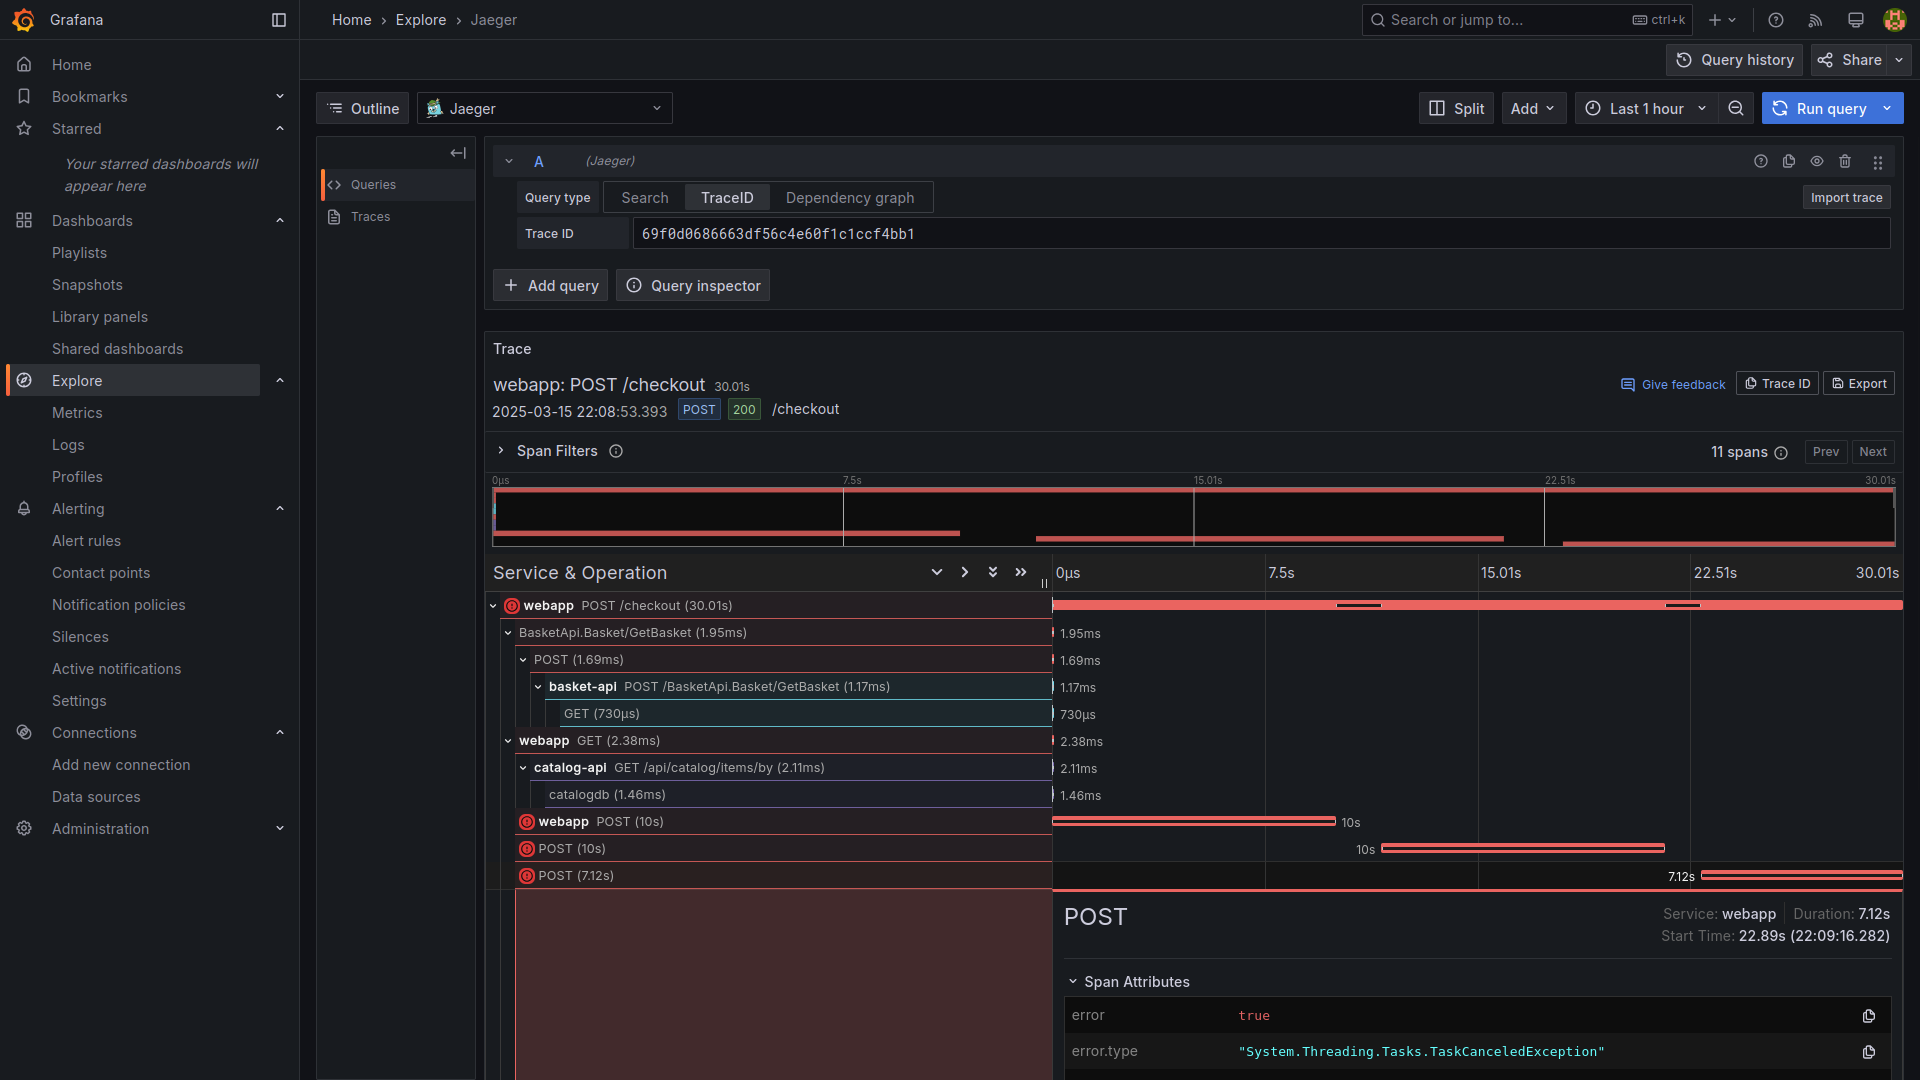 Grafana
Home › Explore › Jaeger
Search or jump to...
ctrl+k
Query history
Share
Home
Bookmarks
Starred
Your starred dashboards will
appear here
Dashboards
Playlists
Snapshots
Library panels
Shared dashboards
Explore
Metrics
Logs
Profiles
Alerting
Alert rules
Contact points
Notification policies
Silences
Active notifications
Settings
Connections
Add new connection
Data sources
Administration
Outline
Jaeger
Split
Add
Last 1 hour
Run query
Queries
Traces
A (Jaeger)
Query type Search TraceID Dependency graph
Import trace
Trace ID 69f0d0686663df56c4e60f1c1ccf4bb1
Add query
Query inspector
Trace
webapp: POST /checkout 30.01s
Give feedback Trace ID Export
2025-03-15 22:08:53.393 POST 200 /checkout
Span Filters
11 spans Prev Next
0μs 7.5s 15.01s 22.51s 30.01s
Service & Operation
0μs 7.5s 15.01s 22.51s 30.01s
webapp POST /checkout (30.01s)
BasketApi.Basket/GetBasket (1.95ms) 1.95ms
POST (1.69ms) 1.69ms
basket-api POST /BasketApi.Basket/GetBasket (1.17ms) 1.17ms
GET (730μs) 730μs
webapp GET (2.38ms) 2.38ms
catalog-api GET /api/catalog/items/by (2.11ms) 2.11ms
catalogdb (1.46ms) 1.46ms
webapp POST (10s) 10s
POST (10s) 10s
POST (7.12s) 7.12s
POST
Service: webapp Duration: 7.12s
Start Time: 22.89s (22:09:16.282)
Span Attributes
error true
error.type "System.Threading.Tasks.TaskCanceledException"